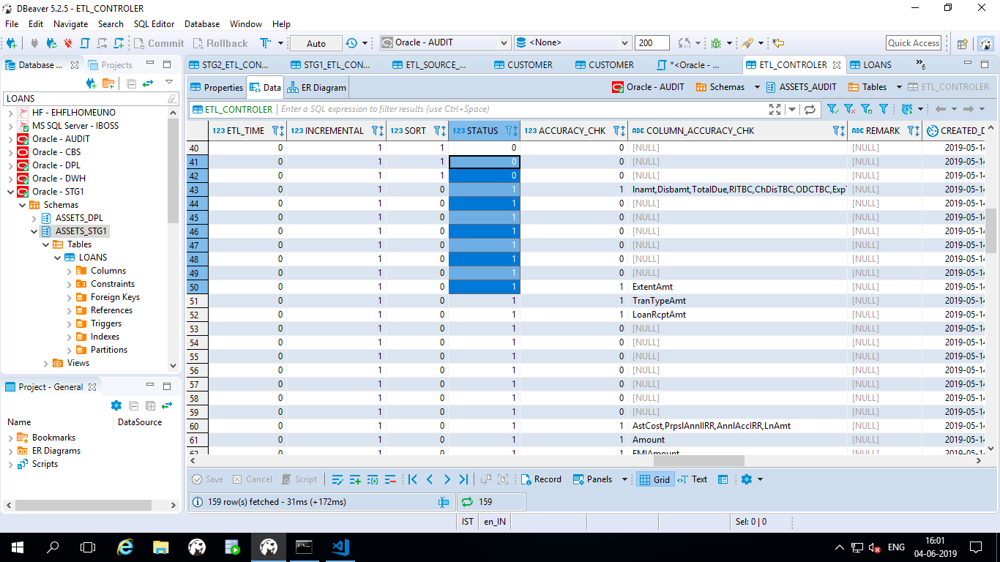 DBeaver 5.2.5 - ETL_CONTROLER
File Edit Navigate Search SQL Editor Database Window Help
Commit Rollback Auto Oracle - AUDIT <None> 200 Quick Access
Database ... Projects STG2_ETL_CON... STG1_ETL_CON... ETL_SOURCE_... CUSTOMER CUSTOMER *<Oracle - ... ETL_CONTROLER LOANS »6
Properties Data ER Diagram Oracle - AUDIT Schemas ASSETS_AUDIT Tables ETL_CONTROLER
LOANS
HF - EHFLHOMEUNO
MS SQL Server - IBOSS
Oracle - AUDIT
Oracle - CBS
Oracle - DPL
Oracle - DWH
Oracle - STG1
Schemas
ASSETS_DPL
ASSETS_STG1
Tables
LOANS
Columns
Constraints
Foreign Keys
References
Triggers
Indexes
Partitions
Views
Project - General
Name DataSource
Bookmarks
ER Diagrams
Scripts
ETL_CONTROLER Enter a SQL expression to filter results (use Ctrl+Space)
123 ETL_TIME 123 INCREMENTAL 123 SORT 123 STATUS 123 ACCURACY_CHK ABC COLUMN_ACCURACY_CHK ABC REMARK CREATED_D
40 0 1 1 0 0 [NULL] [NULL] 2019-05-14
41 0 1 1 0 0 [NULL] [NULL] 2019-05-14
42 0 1 1 0 0 [NULL] [NULL] 2019-05-14
43 0 1 0 1 1 lnamt,Disbamt,TotalDue,RITBC,ChDisTBC,ODCTBC,Exp [NULL] 2019-05-14
44 0 1 0 1 0 [NULL] [NULL] 2019-05-14
45 0 1 0 1 0 [NULL] [NULL] 2019-05-14
46 0 1 0 1 0 [NULL] [NULL] 2019-05-14
47 0 1 0 1 0 [NULL] [NULL] 2019-05-14
48 0 1 0 1 0 [NULL] [NULL] 2019-05-14
49 0 1 0 1 0 [NULL] [NULL] 2019-05-14
50 0 1 0 1 1 ExtentAmt [NULL] 2019-05-14
51 0 1 0 1 1 TranTypeAmt [NULL] 2019-05-14
52 0 1 0 1 1 LoanRcptAmt [NULL] 2019-05-14
53 0 1 0 1 0 [NULL] [NULL] 2019-05-14
54 0 1 0 1 0 [NULL] [NULL] 2019-05-14
55 0 1 0 1 0 [NULL] [NULL] 2019-05-14
56 0 1 0 1 0 [NULL] [NULL] 2019-05-14
57 0 1 0 1 0 [NULL] [NULL] 2019-05-14
58 0 1 0 1 0 [NULL] [NULL] 2019-05-14
59 0 1 0 1 0 [NULL] [NULL] 2019-05-14
60 0 1 0 1 1 AstCost,PrpslAnnlIRR,AnnlAccIRR,LnAmt [NULL] 2019-05-14
61 0 1 0 1 1 Amount [NULL] 2019-05-14
62 0 1 0 1 1 EMIAmount [NULL] 2019-05-14
Save Cancel Script Record Panels Grid Text
159 row(s) fetched - 31ms (+172ms) 159
IST en_IN Sel: 0 | 0
ENG 16:01
04-06-2019